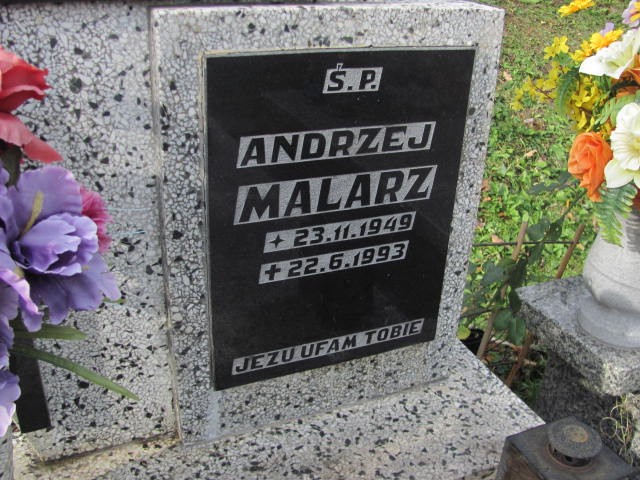 Ś.P.
ANDRZEJ
MALARZ
✦ 23.11.1949
✝ 22.6.1993
JEZU UFAM TOBIE